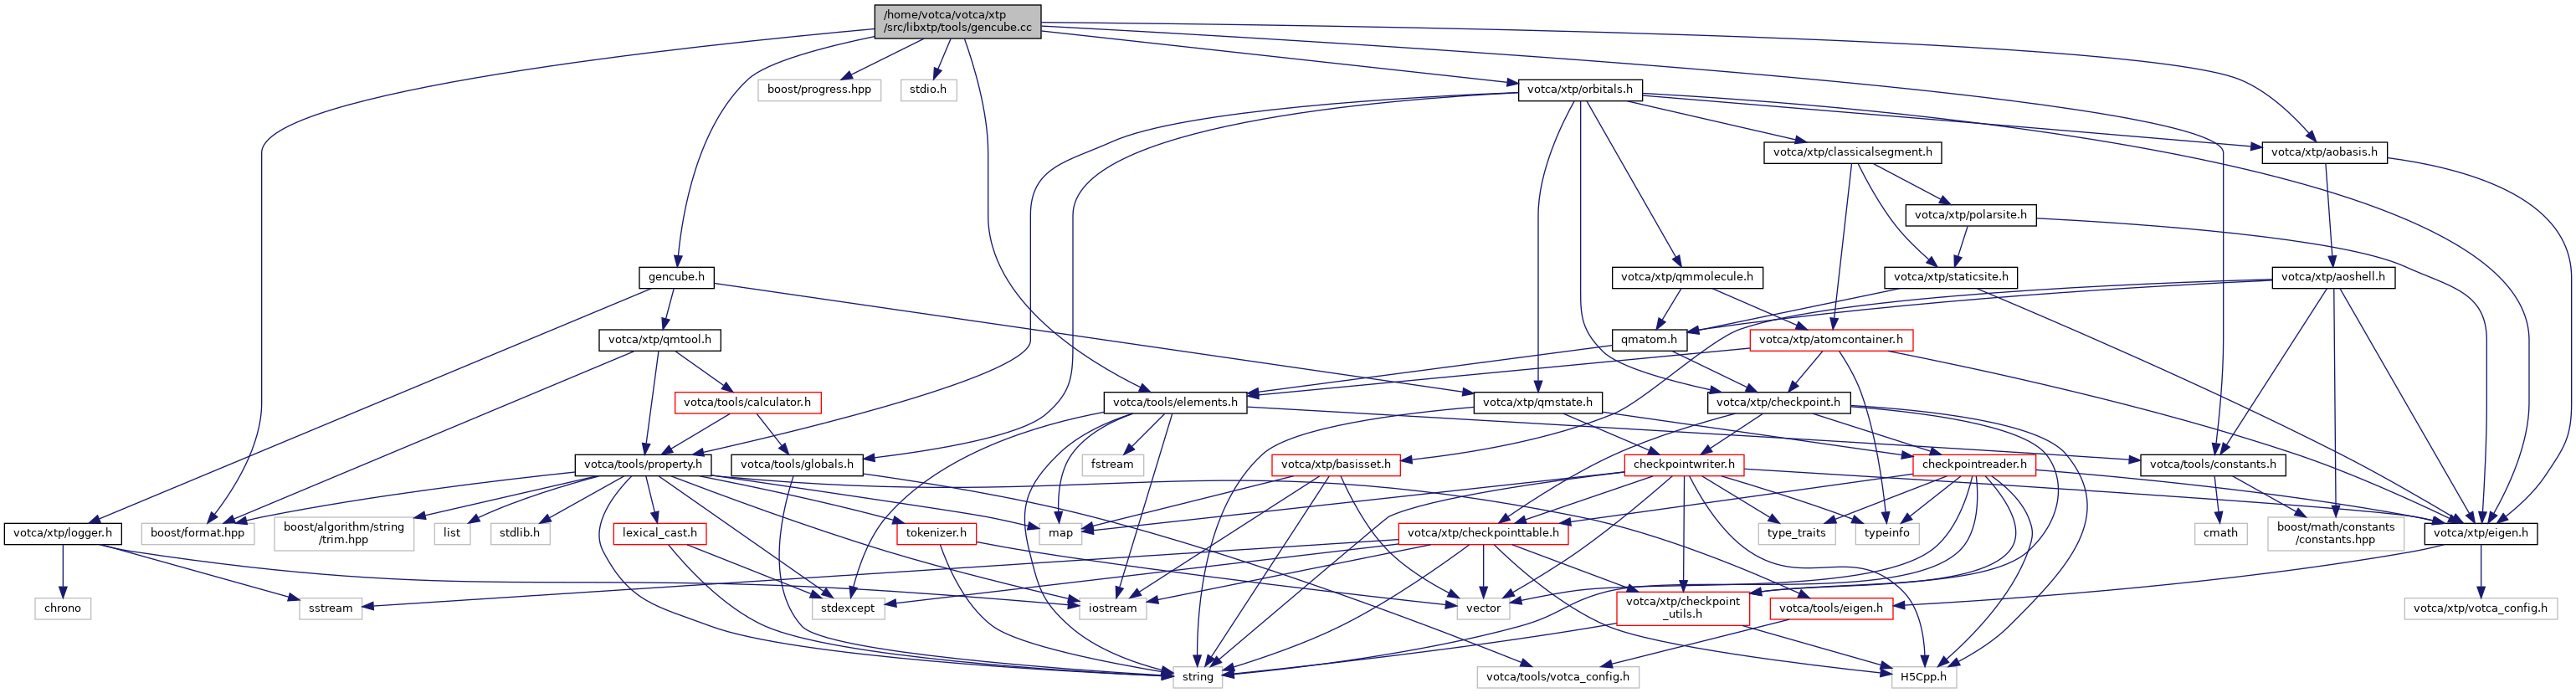 /home/votca/votca/xtp
/src/libxtp/tools/gencube.cc
boost/progress.hpp
stdio.h
votca/xtp/orbitals.h
votca/xtp/classicalsegment.h
votca/xtp/aobasis.h
votca/xtp/polarsite.h
gencube.h
votca/xtp/qmmolecule.h
votca/xtp/staticsite.h
votca/xtp/aoshell.h
votca/xtp/qmtool.h
qmatom.h
votca/xtp/atomcontainer.h
votca/tools/calculator.h
votca/tools/elements.h
votca/xtp/qmstate.h
votca/xtp/checkpoint.h
votca/tools/property.h
votca/tools/globals.h
fstream
votca/xtp/basisset.h
checkpointwriter.h
checkpointreader.h
votca/tools/constants.h
votca/xtp/logger.h
boost/format.hpp
boost/algorithm/string
/trim.hpp
list
stdlib.h
lexical_cast.h
tokenizer.h
map
votca/xtp/checkpointtable.h
type_traits
typeinfo
cmath
boost/math/constants
/constants.hpp
votca/xtp/eigen.h
chrono
sstream
stdexcept
iostream
vector
votca/xtp/checkpoint
_utils.h
votca/tools/eigen.h
votca/xtp/votca_config.h
string
votca/tools/votca_config.h
H5Cpp.h